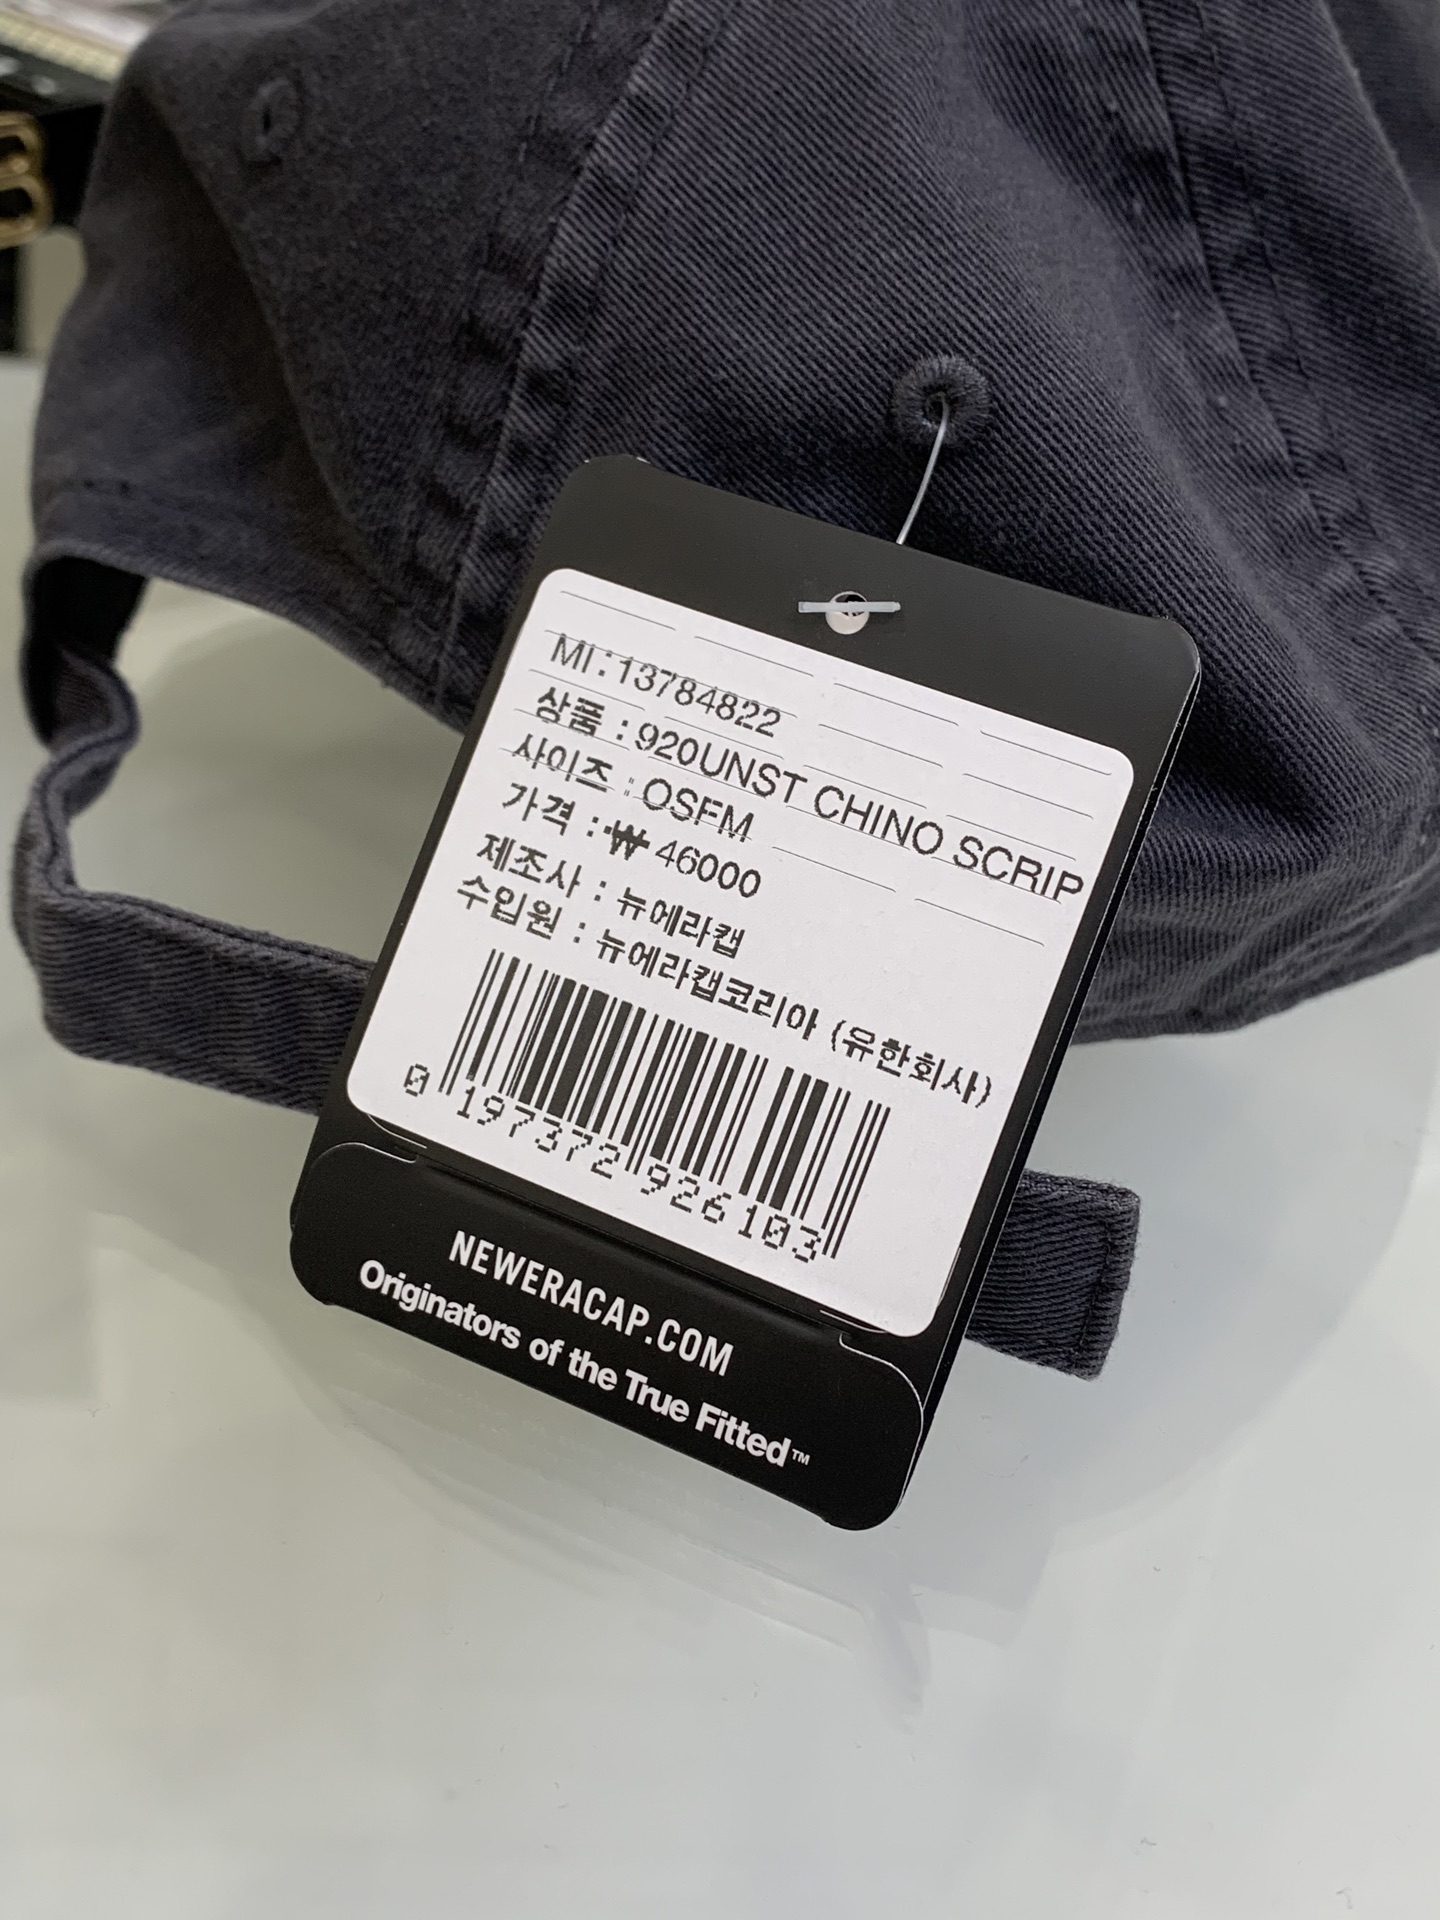 MI:13784822
상품 : 920UNST CHINO SCRIP
사이즈 : OSFM
가격 : ₩ 46000
제조사 : 뉴에라캡
수입원 : 뉴에라캡코리아 (유한회사)
0 197372 926103
NEWERACAP.COM
Originators of the True Fitted™